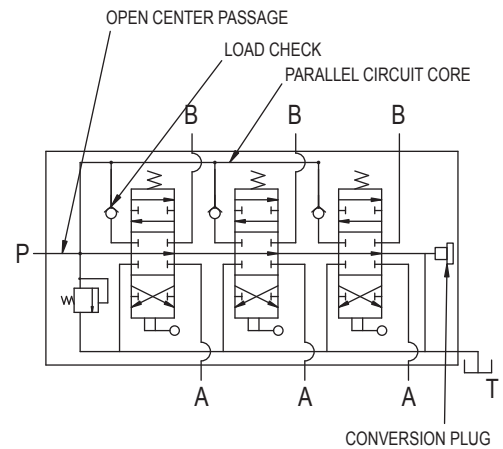 OPEN CENTER PASSAGE
LOAD CHECK
PARALLEL CIRCUIT CORE
B
B
B
P
A
A
A
T
CONVERSION PLUG